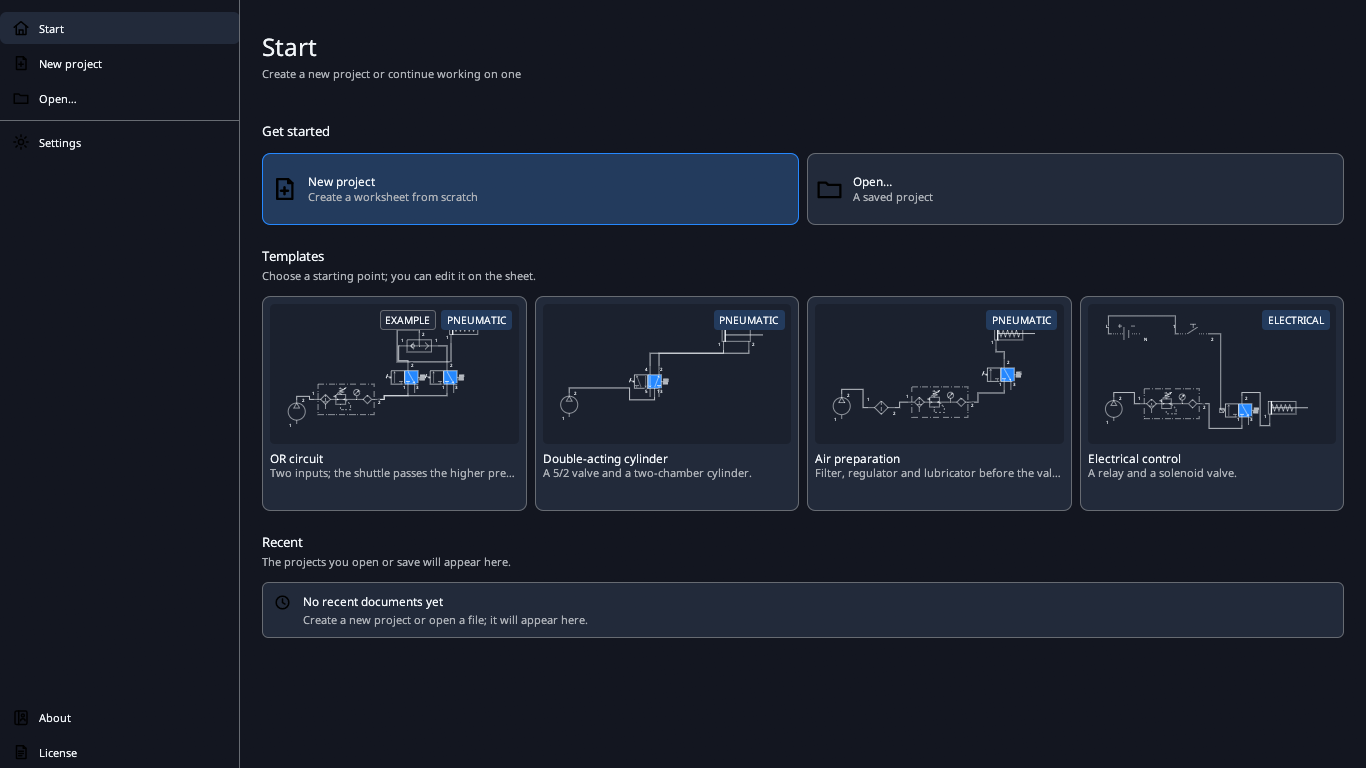 Start
New project
Open...
Settings
About
License
Start
Create a new project or continue working on one
Get started
New project
Create a worksheet from scratch
Open...
A saved project
Templates
Choose a starting point; you can edit it on the sheet.
EXAMPLE
PNEUMATIC
OR circuit
Two inputs; the shuttle passes the higher pre...
PNEUMATIC
Double-acting cylinder
A 5/2 valve and a two-chamber cylinder.
PNEUMATIC
Air preparation
Filter, regulator and lubricator before the val...
ELECTRICAL
Electrical control
A relay and a solenoid valve.
Recent
The projects you open or save will appear here.
No recent documents yet
Create a new project or open a file; it will appear here.